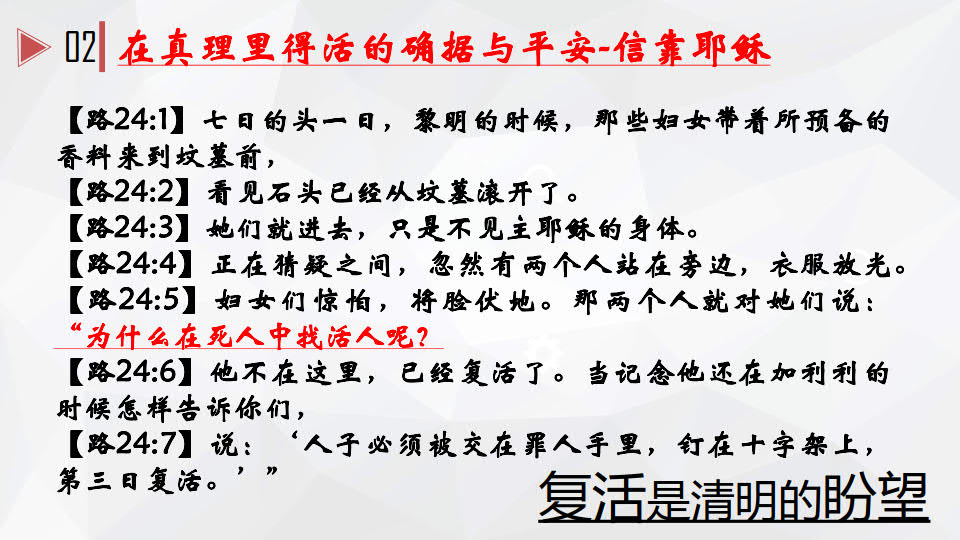 02 在真理里得活的确据与平安-信靠耶稣
【路24:1】七日的头一日，黎明的时候，那些妇女带着所预备的
香料来到坟墓前，
【路24:2】看见石头已经从坟墓滚开了。
【路24:3】她们就进去，只是不见主耶稣的身体。
【路24:4】正在猜疑之间，忽然有两个人站在旁边，衣服放光。
【路24:5】妇女们惊怕，将脸伏地。那两个人就对她们说：
“为什么在死人中找活人呢？
【路24:6】他不在这里，已经复活了。当记念他还在加利利的
时候怎样告诉你们，
【路24:7】说：‘人子必须被交在罪人手里，钉在十字架上，
第三日复活。’”
复活是清明的盼望